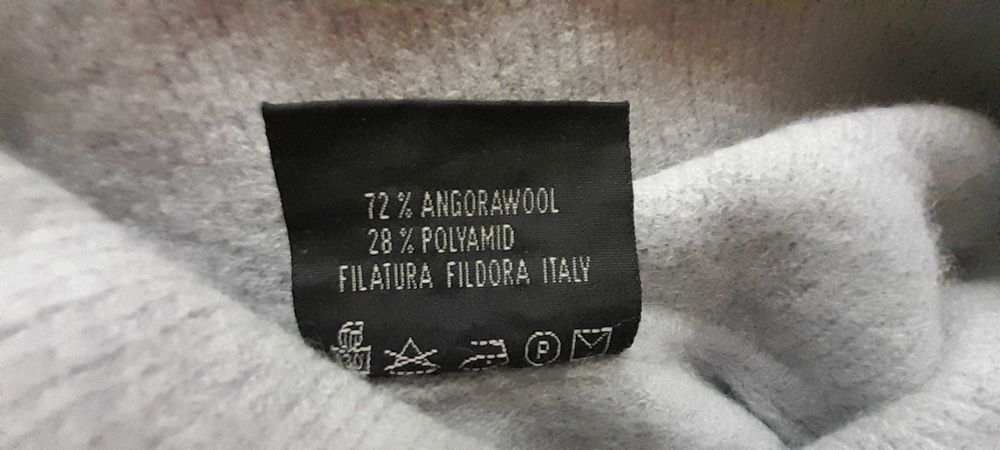 72 % ANGORAWOOL
28 % POLYAMID
FILATURA FILDORA ITALY
P